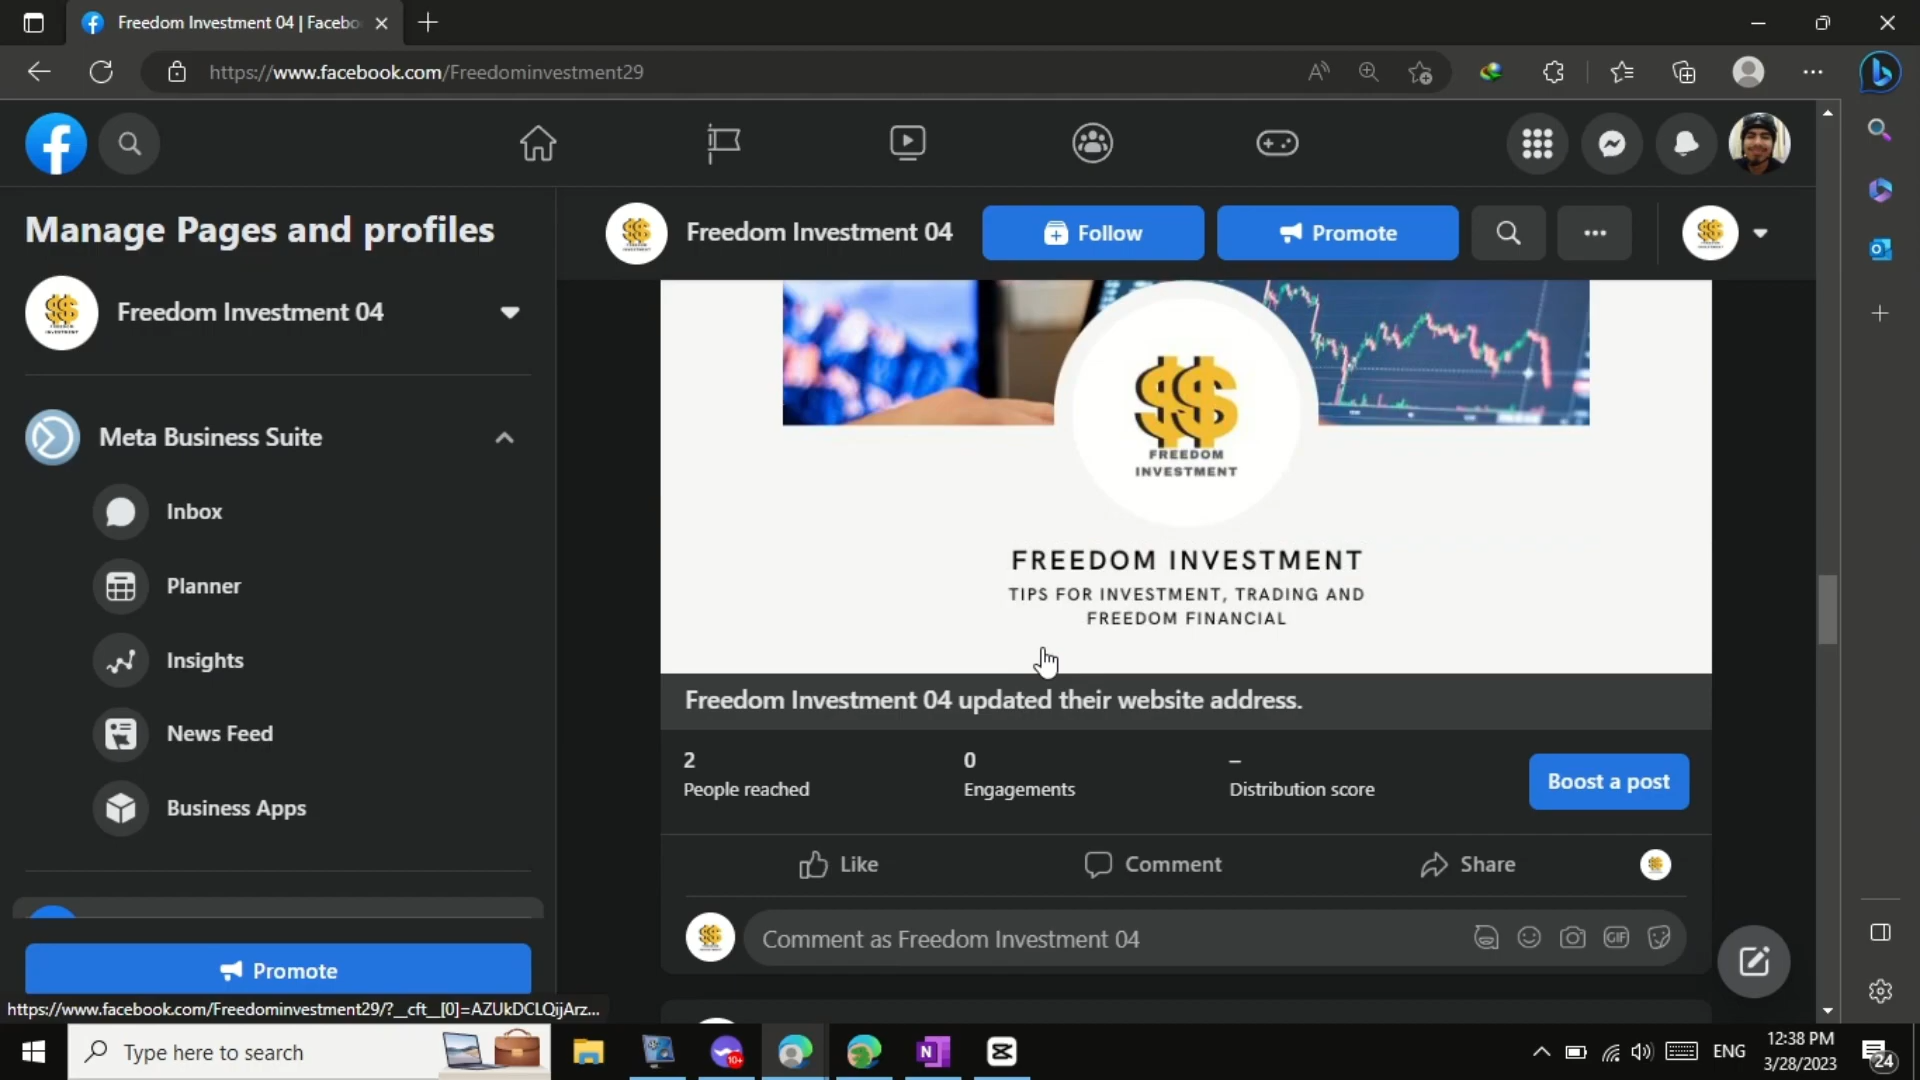 Freedom Investment 04 | Facebo
https://www.facebook.com/Freedominvestment29
Manage Pages and profiles
Freedom Investment 04
Meta Business Suite
Inbox
Planner
Insights
News Feed
Business Apps
Promote
https://www.facebook.com/Freedominvestment29/?__cft__[0]=AZUkDCLQijArz...
Freedom Investment 04
Follow
Promote
FREEDOM
INVESTMENT
FREEDOM INVESTMENT
TIPS FOR INVESTMENT, TRADING AND
FREEDOM FINANCIAL
Freedom Investment 04 updated their website address.
2
People reached
0
Engagements
–
Distribution score
Boost a post
Like
Comment
Share
Comment as Freedom Investment 04
GIF
Type here to search
10+
ENG
12:38 PM
3/28/2023
24